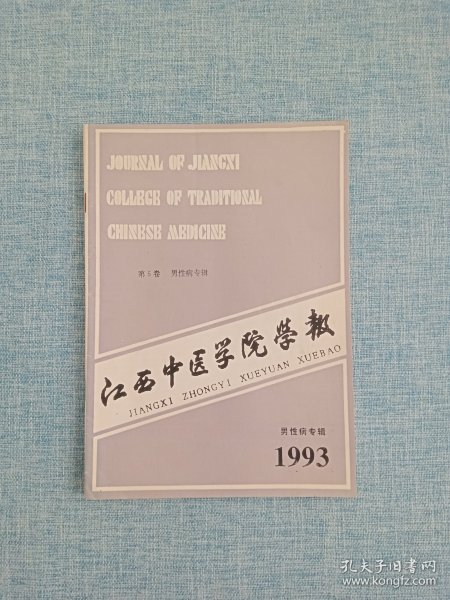 JOURNAL OF JIANGXI
COLLEGE OF TRADITIONAL
CHINESE MEDICINE
第5卷 男性病专辑
江西中医学院学报
JIANGXI ZHONGYI XUEYUAN XUEBAO
男性病专辑
1993
孔夫子旧书网
www.kongfz.com